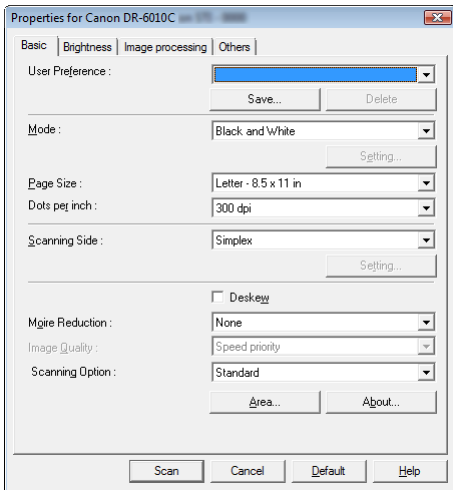 Properties for Canon DR-6010C
Basic Brightness Image processing Others
User Preference :
Save... Delete
Mode : Black and White
Setting...
Page Size : Letter - 8.5 x 11 in
Dots per inch : 300 dpi
Scanning Side : Simplex
Setting...
Deskew
Moire Reduction : None
Image Quality : Speed priority
Scanning Option : Standard
Area... About...
Scan Cancel Default Help